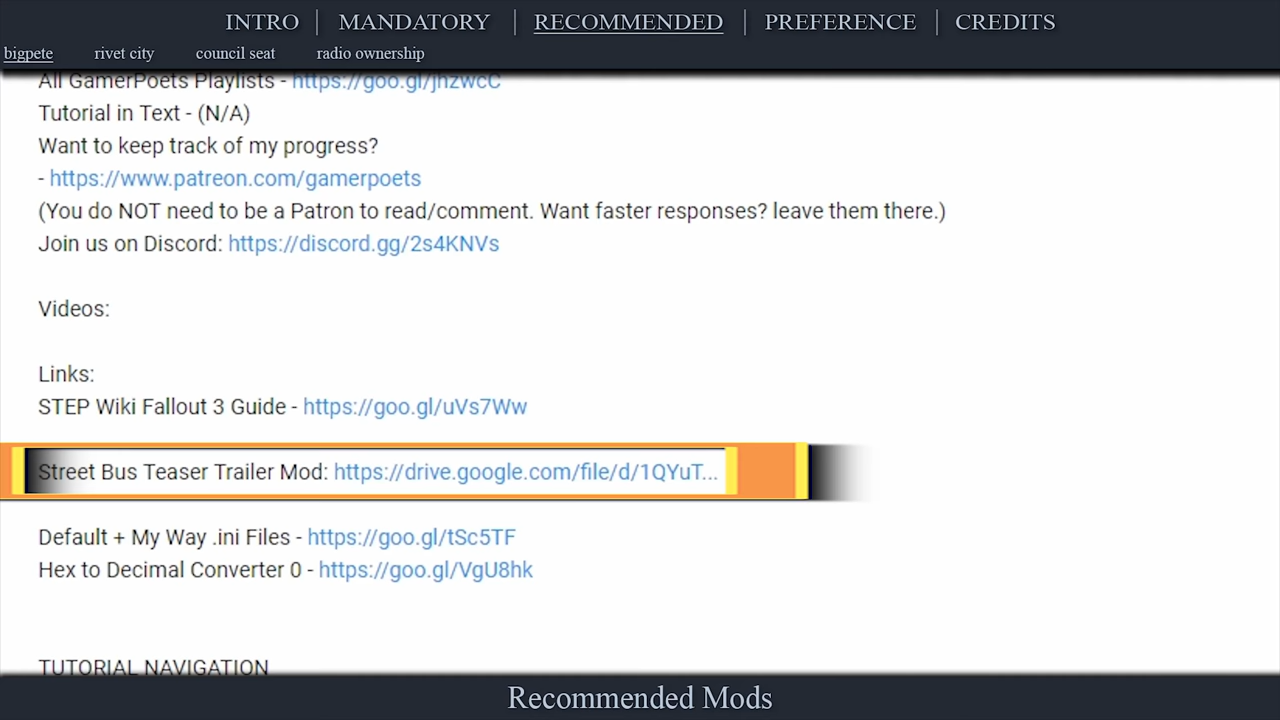 INTRO | MANDATORY | RECOMMENDED | PREFERENCE | CREDITS
bigpete rivet city council seat radio ownership
All GamerPoets Playlists - https://goo.gl/jhzwcC
Tutorial in Text - (N/A)
Want to keep track of my progress?
- https://www.patreon.com/gamerpoets
(You do NOT need to be a Patron to read/comment. Want faster responses? leave them there.)
Join us on Discord: https://discord.gg/2s4KNVs
Videos:
Links:
STEP Wiki Fallout 3 Guide - https://goo.gl/uVs7Ww
Street Bus Teaser Trailer Mod: https://drive.google.com/file/d/1QYuT...
Default + My Way .ini Files - https://goo.gl/tSc5TF
Hex to Decimal Converter 0 - https://goo.gl/VgU8hk
TUTORIAL NAVIGATION
Recommended Mods